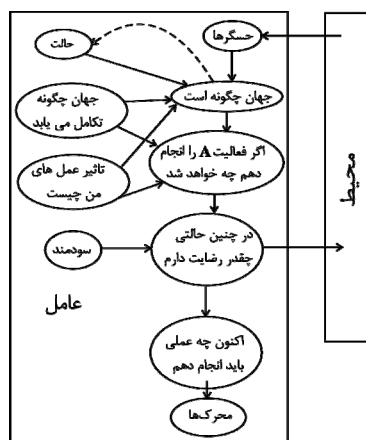 حسگرها
حالت
جهان چگونه است
جهان چگونه
تکامل می یابد
اگر فعالیت A را انجام
دهم چه خواهد شد
تاثیر عمل های
من چیست
در چنین حالتی
چقدر رضایت دارم
سودمند
عامل
اکنون چه عملی
باید انجام دهم
محرک‌ها
محیط